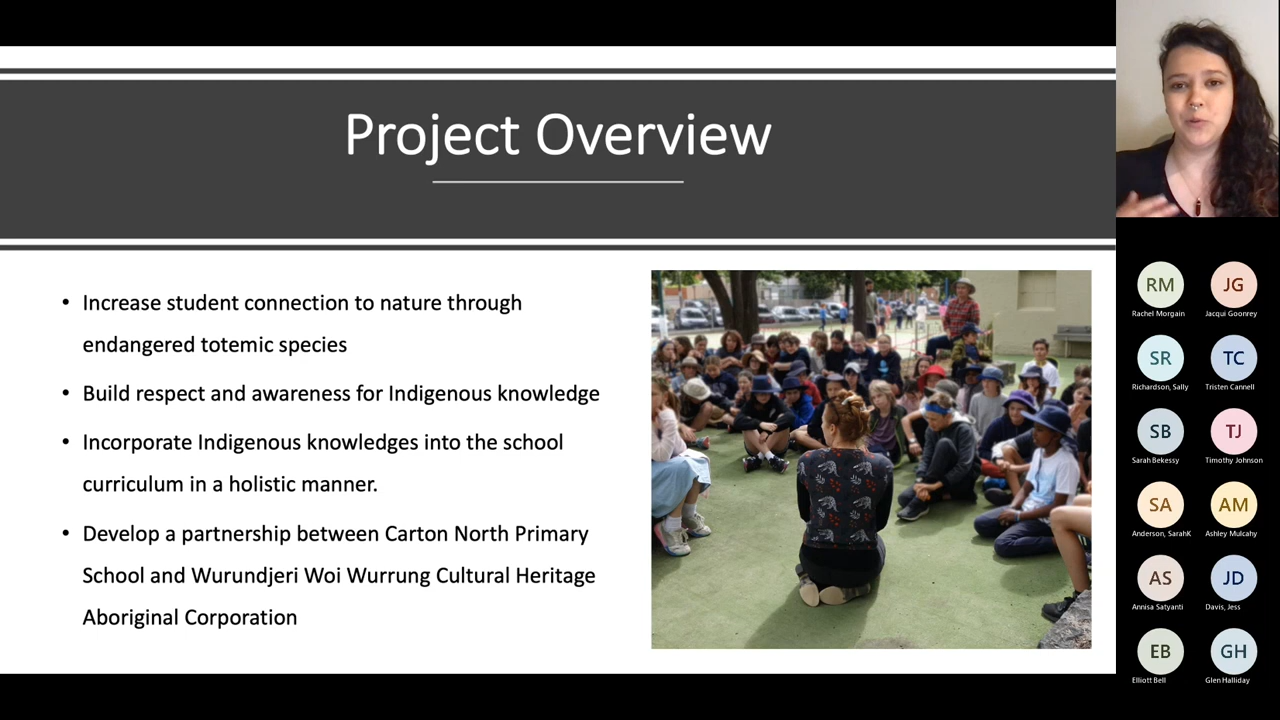 Project Overview
• Increase student connection to nature through
endangered totemic species
• Build respect and awareness for Indigenous knowledge
• Incorporate Indigenous knowledges into the school
curriculum in a holistic manner.
• Develop a partnership between Carton North Primary
School and Wurundjeri Woi Wurrung Cultural Heritage
Aboriginal Corporation
RM
JG
Rachel Morgain
Jacqui Goonrey
SR
TC
Richardson, Sally
Tristen Cannell
SB
TJ
Sarah Bekessy
Timothy Johnson
SA
AM
Anderson, SarahK
Ashley Mulcahy
AS
JD
Annisa Satyanti
Davis, Jess
EB
GH
Elliott Bell
Glen Halliday